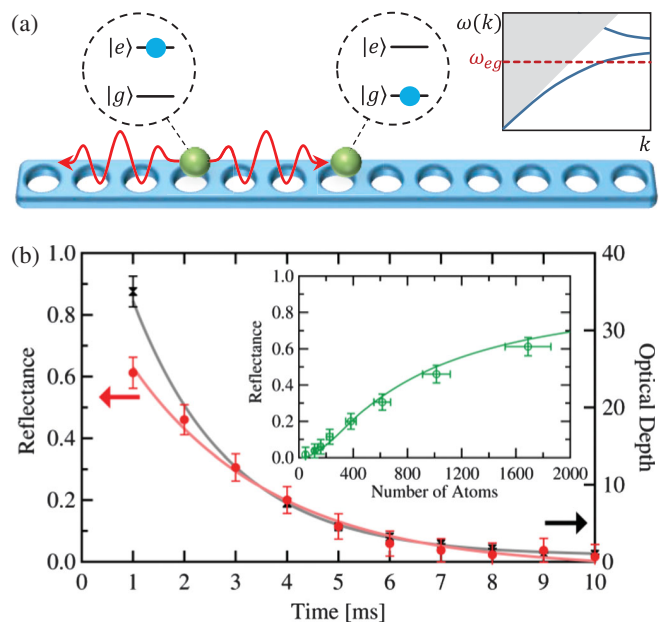 (a)
|e⟩
|g⟩
|e⟩
|g⟩
ω(k)
ω_eg
k
(b)
1.0
0.8
0.6
0.4
0.2
0.0
Reflectance
0 1 2 3 4 5 6 7 8 9 10
Time [ms]
40
30
20
10
0
Optical Depth
1.0
0.8
0.6
0.4
0.2
0.0
Reflectance
0 400 800 1200 1600 2000
Number of Atoms